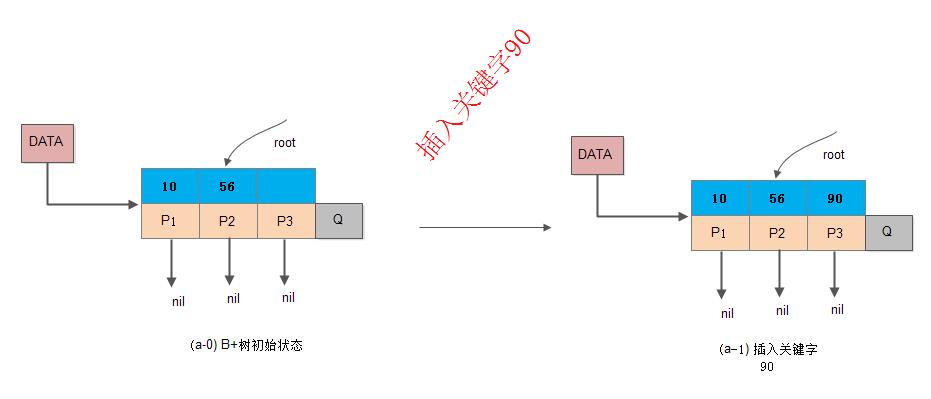 插入关键字90
DATA
root
10 56
P1 P2 P3 Q
nil nil nil
(a-0) B+树初始状态
DATA
root
10 56 90
P1 P2 P3 Q
nil nil nil
(a-1) 插入关键字
90